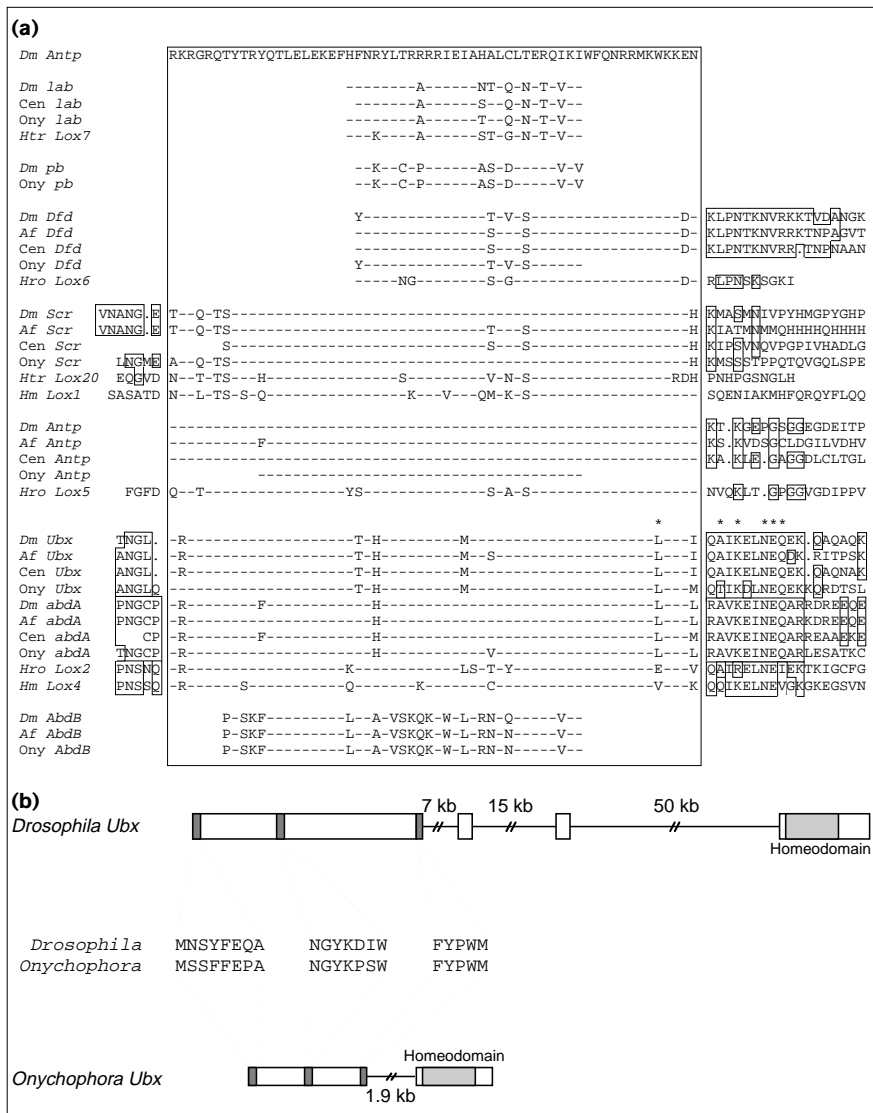 (a)
Dm Antp RKRGRQTYTRYQTLELEKEFHFNRYLTRRRRIEIAHALCLTERQIKIWFQNRRMKWKKEN
Dm lab --------A------NT-Q-N-T-V--
Cen lab -------A------S--Q-N-T-V--
Ony lab -------A------T--Q-N-T-V--
Htr Lox7 --K----A------ST-G-N-T-V--
Dm pb --K--C-P------AS-D-----V-V
Ony pb --K--C-P------AS-D-----V-V
Dm Dfd Y--------------T-V-S-----------------D- KLPNTKNVRKKTVDANGK
Af Dfd ---------------S---S-----------------D- KLPNTKNVRRKTNPAGVT
Cen Dfd ---------------S---S-----------------D- KLPNTKNVRR.TNPNAAN
Ony Dfd Y--------------T-V-S------
Hro Lox6 -----NG--------S-G--------------------D- RLPNSKSGKI
Dm Scr VNANG.E T--Q-TS----------------------------------------------------H KMASMNIVPYHMGPYGHP
Af Scr VNANG.E T--Q-TS-----------------------------T---S-------------------H KIATMNMMQHHHHQHHHH
Cen Scr S-----------------------------T---S-------------------H KIPSVNQVPGPIVHADLG
Ony Scr LNGMEA A--Q-TS----------------------------------------------------H KMSSSTPPQTQVGQLSPE
Htr Lox20 EQGVD N--T-TS---H---------------S---------V-NS----------------RDH PNHPGSNGLH
Hm Lox1 SASATD N--L-TS-TS-Q----------------K---V---QM-K-S------------------- SQENIAKMHFQRQYFLQQ
Dm Antp ------------------------------------------------------------ KT.KGEPGSGGEGDEITP
Af Antp ----------F------------------------------------------------- KS.KVDSGCLDGILVDHV
Cen Antp ------------------------------------------------------------ KA.KLE.GAGGDLCLTGL
Ony Antp -------------------------------------
Hro Lox5 FGFD Q--T----------------YS--------------S-A-S------------------- NVQKLT.GPGGVGDIPPV
* * * ***
Dm Ubx TNGL. -R-------------------T-H---------M---------------------L----I QAIKELNEQEK.QAQAQK
Af Ubx ANGL. -R-------------------T-H---------M--S------------------L----I QAIKELNEQDK.RITPSK
Cen Ubx ANGL. -R-------------------T-H---------M---------------------L----I QAIKELNEQEK.QAQNAK
Ony Ubx ANGLQ -R-------------------T-H---------M---------------------L----M QTIKDLNEQEKKQRDTSL
Dm abdA PNGCP -R--------F------------H-------------------------------L----L RAVKEINEQARRDREEQE
Af abdA PNGCP -R---------------------H-------------------------------L----L RAVKEINEQARKDREEQE
Cen abdA CP -R--------F------------H-------------------------------L----M RAVKEINEQARREAAEKE
Ony abdA TNGCP -R---------------------H------------V------------------L----L RAVKEINEQARLESATKC
Hro Lox2 PNSNQ -R------------------K------------LS-T-Y----------------E----V QAIRELNEIEKTKIGCFG
Hm Lox4 PNSSQ -R------S-----------Q-------K-------C------------------V----K QQIKELNEVGKGKEGSVN
Dm AbdB P-SKF---------L--A-VSKQK-W-L-RN-Q-----V--
Af AbdB P-SKF---------L--A-VSKQK-W-L-RN-N-----V--
Ony AbdB P-SKF---------L--A-VSKQK-W-L-RN-N-----V--
(b)
Drosophila Ubx
7 kb
15 kb
50 kb
Homeodomain
Drosophila MNSYFEQA NGYKDIW FYPWM
Onychophora MSSFFEPA NGYKPSW FYPWM
Homeodomain
Onychophora Ubx
1.9 kb